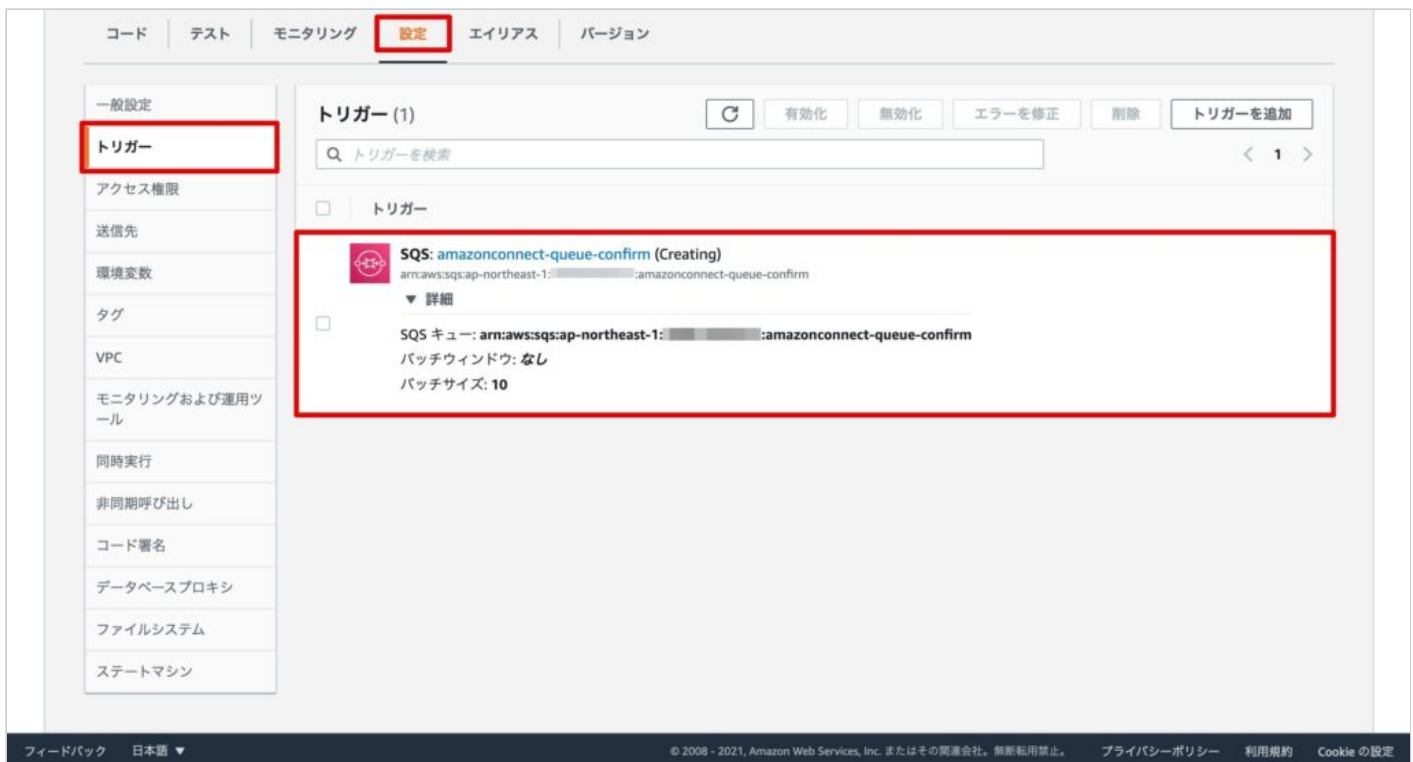 コード テスト モニタリング 設定 エイリアス バージョン
一般設定
トリガー
アクセス権限
送信先
環境変数
タグ
VPC
モニタリングおよび運用ツ
ール
同時実行
非同期呼び出し
コード署名
データベースプロキシ
ファイルシステム
ステートマシン
トリガー (1) 有効化 無効化 エラーを修正 削除 トリガーを追加
トリガーを検索 < 1 >
トリガー
SQS: amazonconnect-queue-confirm (Creating)
arn:aws:sqs:ap-northeast-1: :amazonconnect-queue-confirm
▼ 詳細
SQS キュー: arn:aws:sqs:ap-northeast-1: :amazonconnect-queue-confirm
バッチウィンドウ: なし
バッチサイズ: 10
フィードバック 日本語 ▼ © 2008 - 2021, Amazon Web Services, Inc. またはその関連会社。無断転用禁止。 プライバシーポリシー 利用規約 Cookie の設定